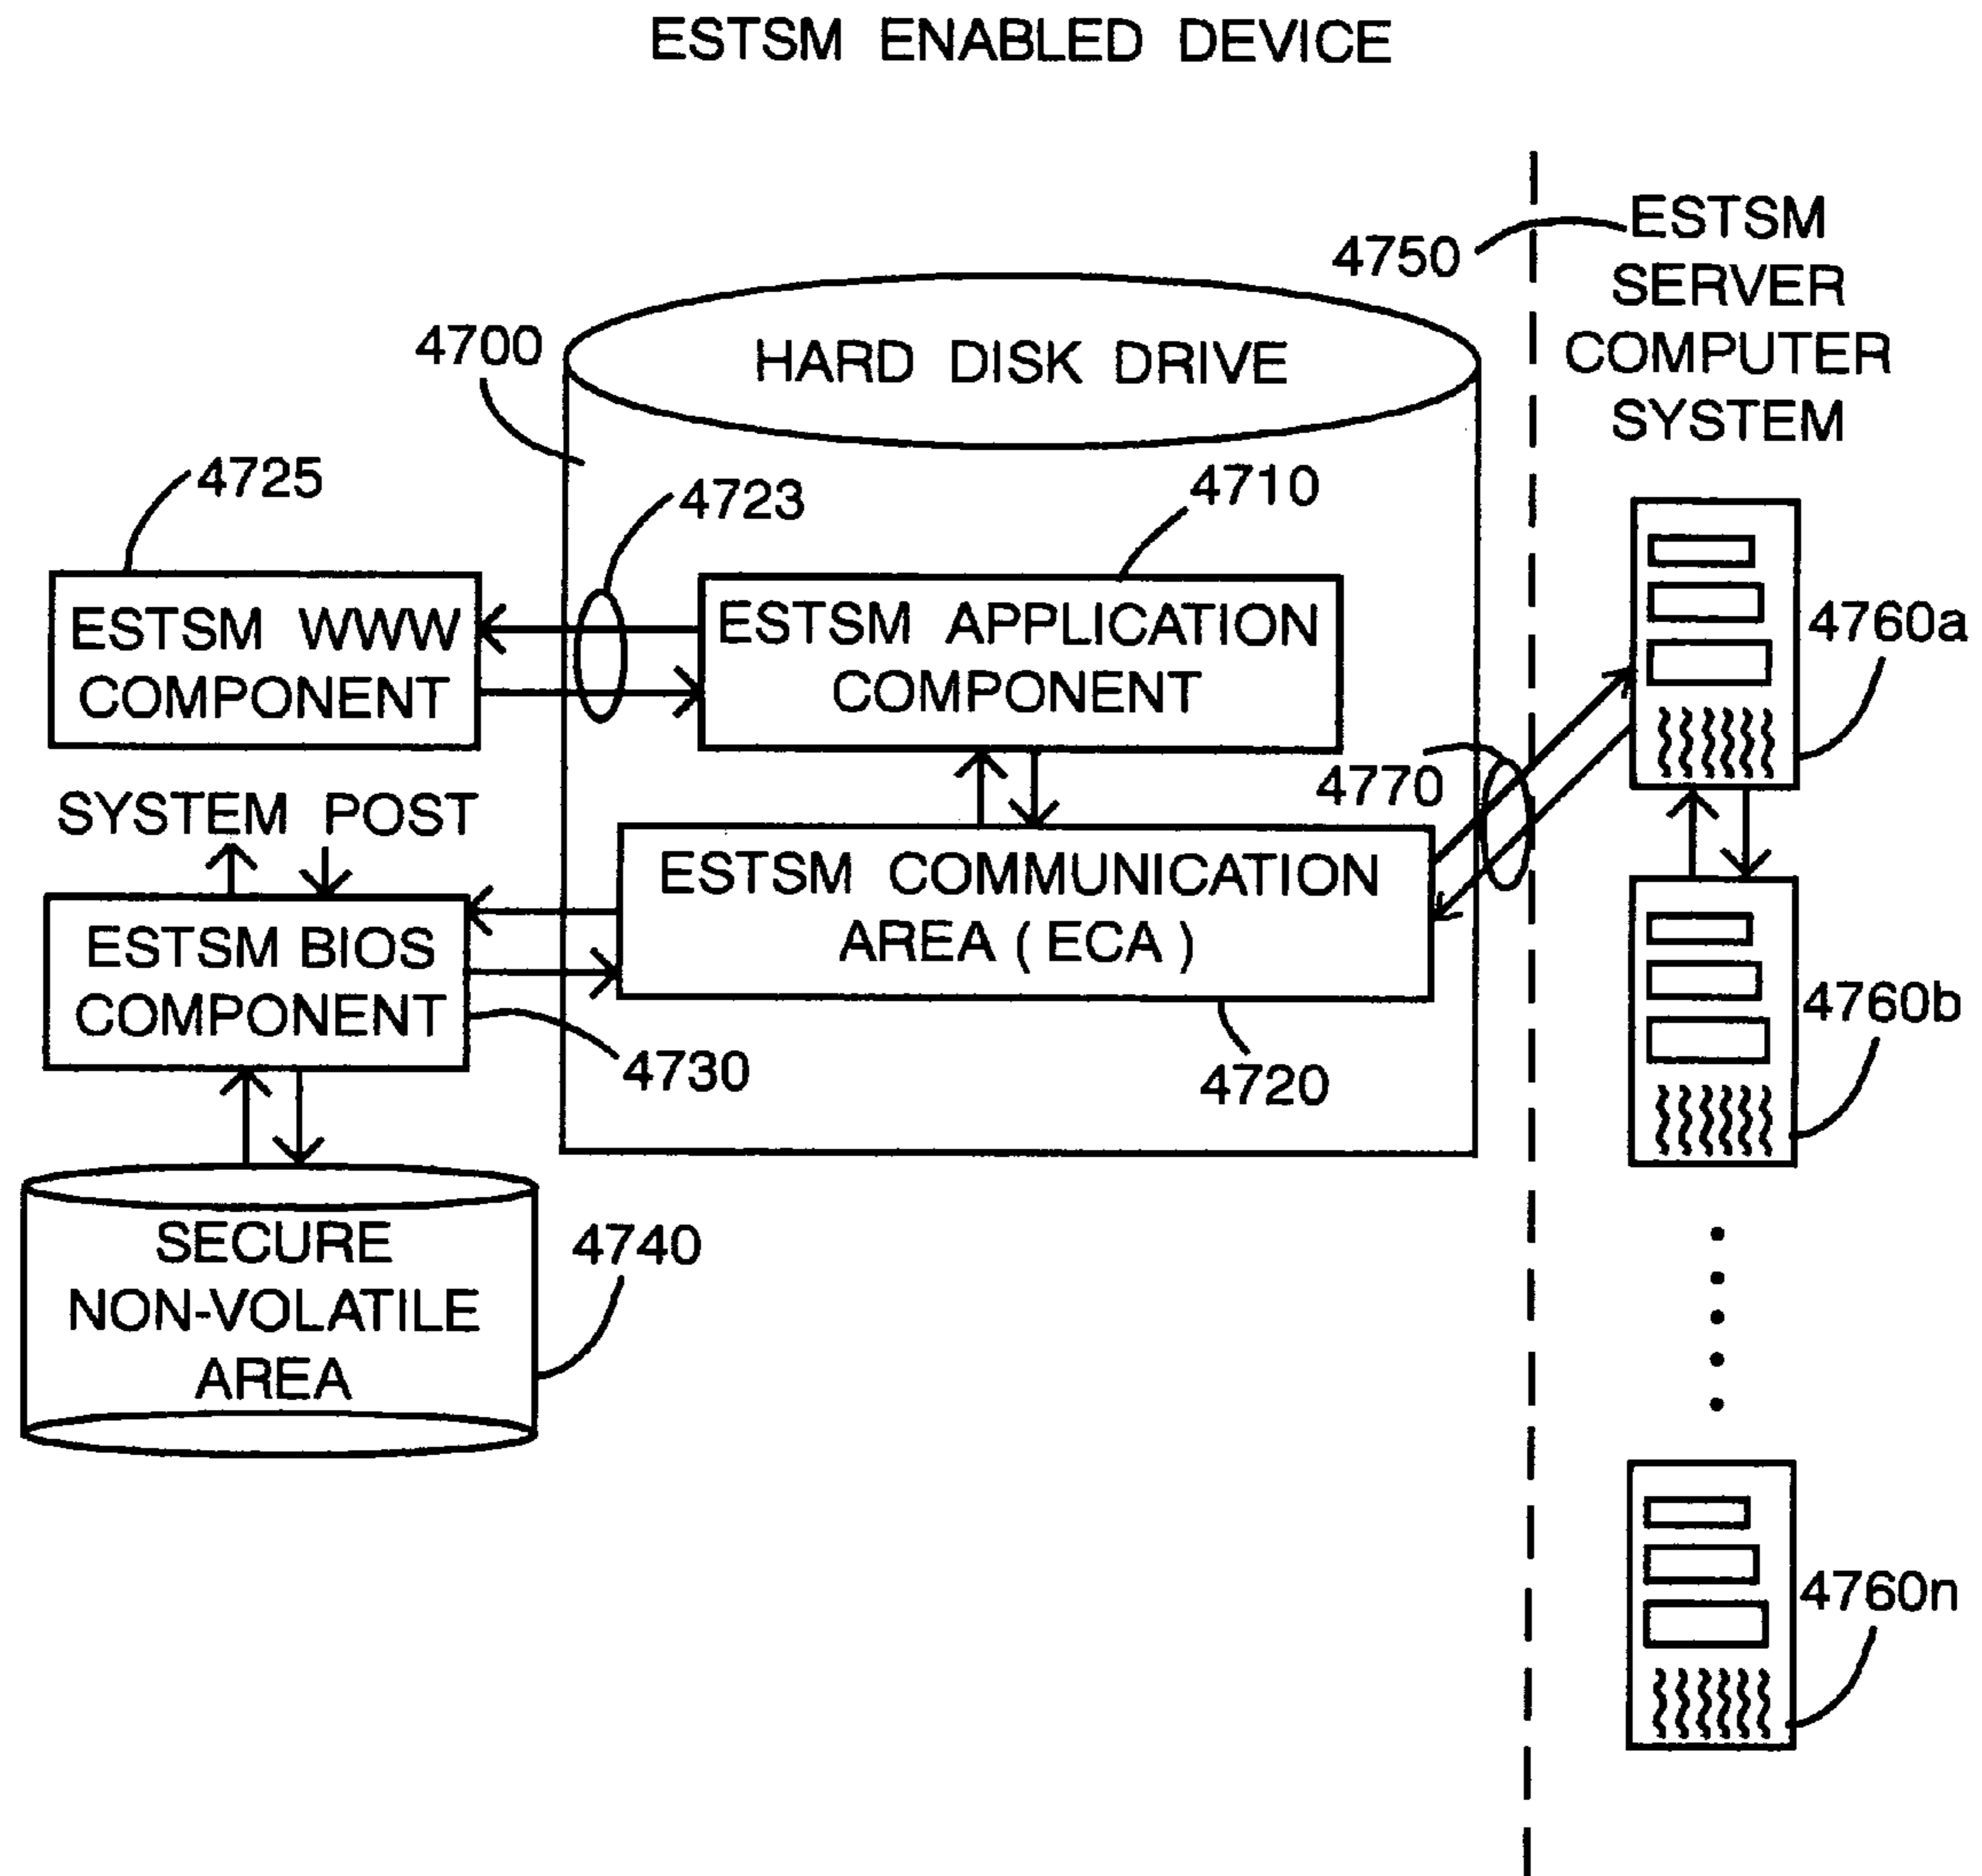 ESTSM ENABLED DEVICE
ESTSM
SERVER
COMPUTER
SYSTEM
4750
4700
HARD DISK DRIVE
4725
4723
4710
ESTSM WWW
COMPONENT
ESTSM APPLICATION
COMPONENT
4760a
4770
SYSTEM POST
ESTSM COMMUNICATION
AREA ( ECA )
ESTSM BIOS
COMPONENT
4730
4720
4760b
SECURE
NON-VOLATILE
AREA
4740
4760n